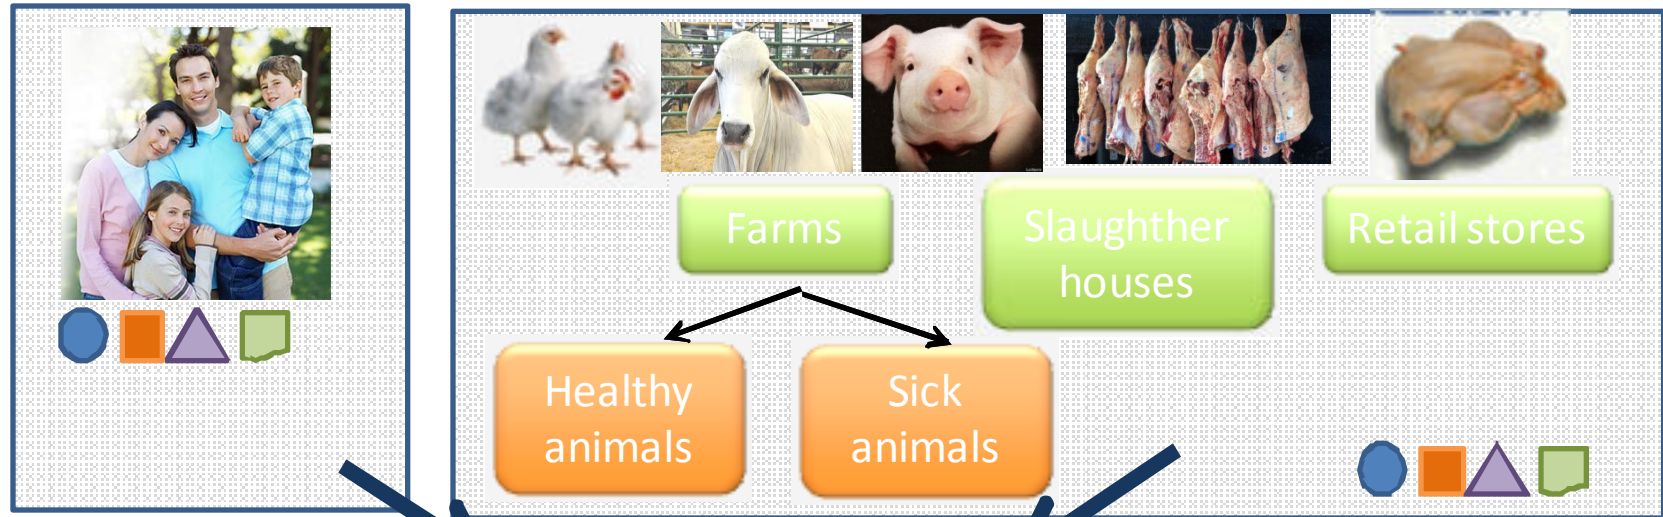 Farms
Slaughther
houses
Retail stores
Healthy
animals
Sick
animals